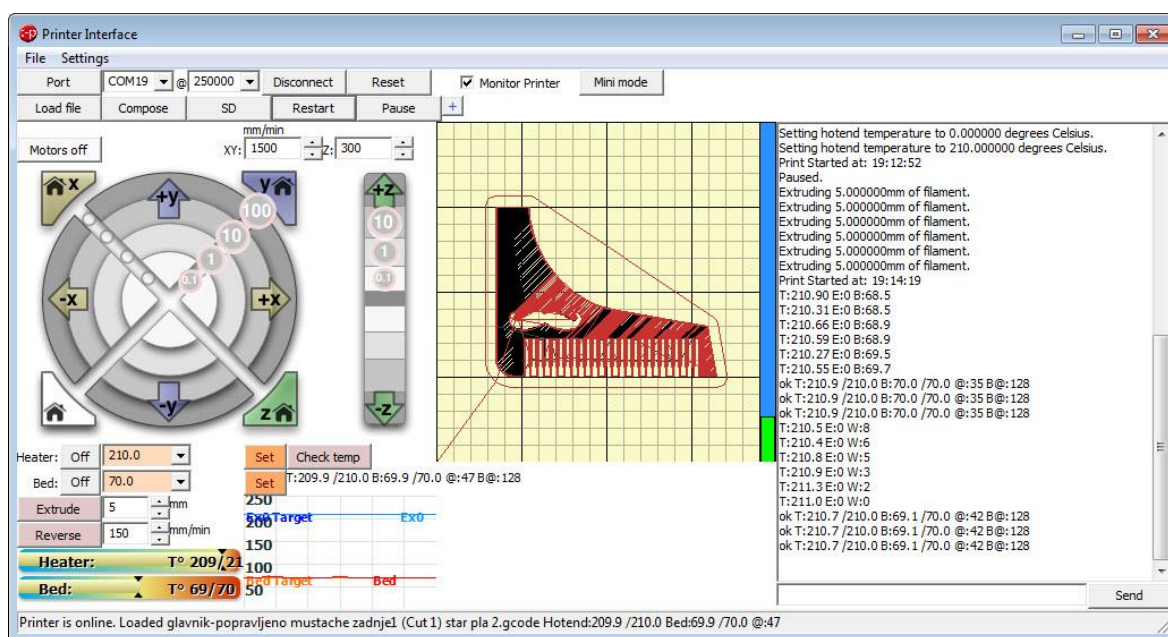 Printer Interface
File Settings
Port COM19 @ 250000 Disconnect Reset Monitor Printer Mini mode
Load file Compose SD Restart Pause +
Motors off
mm/min
XY: 1500 Z: 300
x +y y 100 10 1 0.1
-x +x
-y z
+z
10
1
0.1
-z
Heater: Off 210.0 Set Check temp
Bed: Off 70.0 Set T:209.9 /210.0 B:69.9 /70.0 @:47 B@:128
Extrude 5 mm
Reverse 150 mm/min
Heater: T° 209/21
Bed: T° 69/70
250
200
Ex0 Target Ex0
150
100
Bed Target Bed
50
Setting hotend temperature to 0.000000 degrees Celsius.
Setting hotend temperature to 210.000000 degrees Celsius.
Print Started at: 19:12:52
Paused.
Extruding 5.000000mm of filament.
Extruding 5.000000mm of filament.
Extruding 5.000000mm of filament.
Extruding 5.000000mm of filament.
Extruding 5.000000mm of filament.
Extruding 5.000000mm of filament.
Print Started at: 19:14:19
T:210.90 E:0 B:68.5
T:210.31 E:0 B:68.5
T:210.66 E:0 B:68.9
T:210.59 E:0 B:68.9
T:210.27 E:0 B:69.5
T:210.55 E:0 B:69.7
ok T:210.9 /210.0 B:70.0 /70.0 @:35 B@:128
ok T:210.9 /210.0 B:70.0 /70.0 @:35 B@:128
ok T:210.9 /210.0 B:70.0 /70.0 @:35 B@:128
T:210.5 E:0 W:8
T:210.4 E:0 W:6
T:210.8 E:0 W:5
T:210.9 E:0 W:3
T:211.3 E:0 W:2
T:211.0 E:0 W:0
ok T:210.7 /210.0 B:69.1 /70.0 @:42 B@:128
ok T:210.7 /210.0 B:69.1 /70.0 @:42 B@:128
ok T:210.7 /210.0 B:69.1 /70.0 @:42 B@:128
Send
Printer is online. Loaded glavnik-popravljeno mustache zadnje1 (Cut 1) star pla 2.gcode Hotend:209.9 /210.0 Bed:69.9 /70.0 @:47